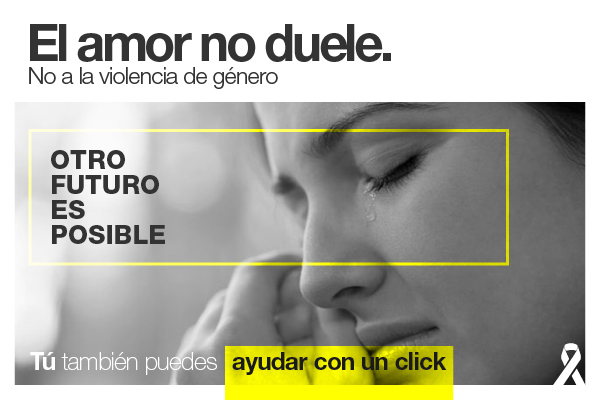 El amor no duele.
No a la violencia de género
OTRO
FUTURO
ES
POSIBLE
Tú también puedes ayudar con un click